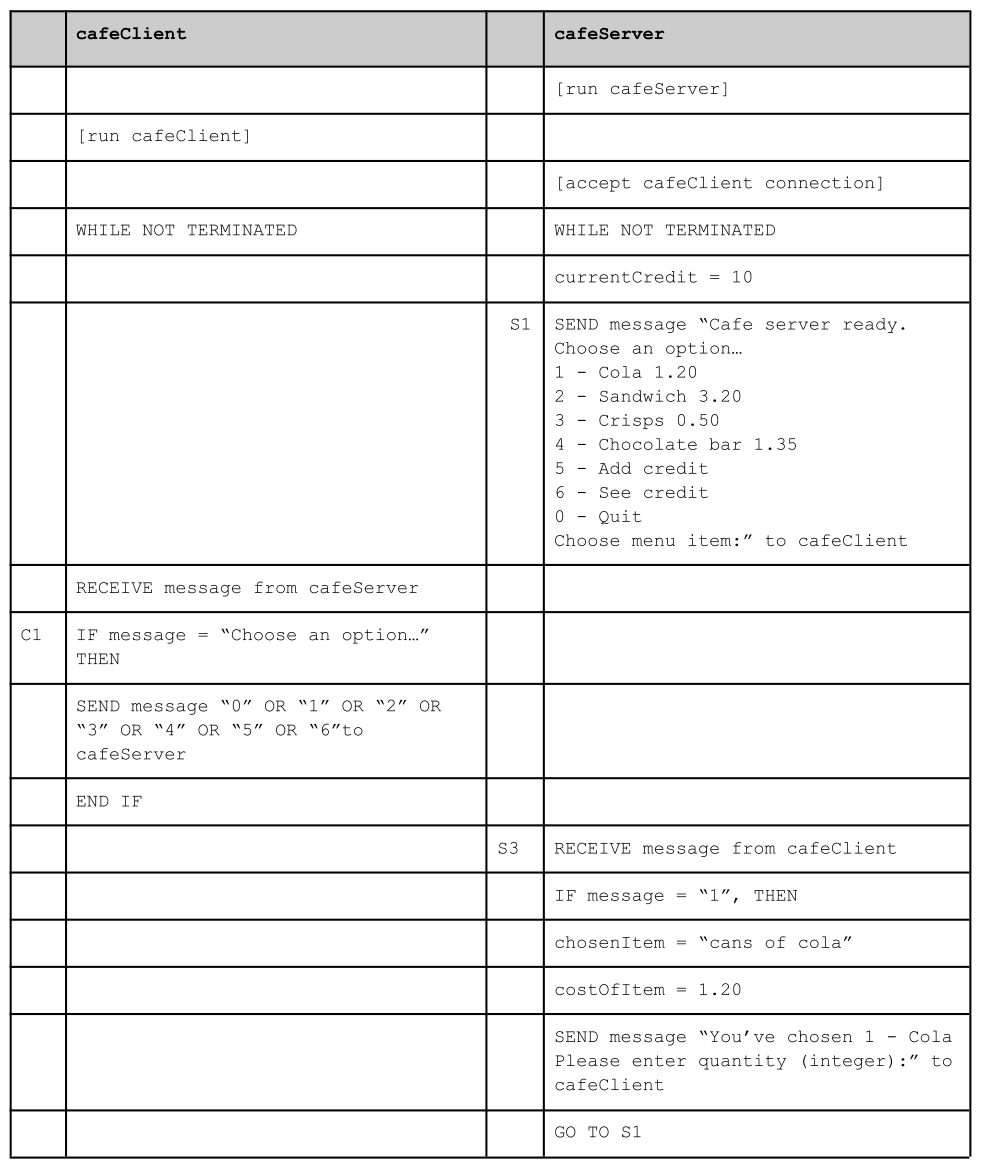 cafeClient
cafeServer
[run cafeServer]
[run cafeClient]
[accept cafeClient connection]
WHILE NOT TERMINATED
WHILE NOT TERMINATED
currentCredit = 10
S1
SEND message “Cafe server ready.
Choose an option…
1 - Cola 1.20
2 - Sandwich 3.20
3 - Crisps 0.50
4 - Chocolate bar 1.35
5 - Add credit
6 - See credit
0 - Quit
Choose menu item:” to cafeClient
RECEIVE message from cafeServer
C1
IF message = “Choose an option…”
THEN
SEND message “0” OR “1” OR “2” OR
“3” OR “4” OR “5” OR “6”to
cafeServer
END IF
S3
RECEIVE message from cafeClient
IF message = “1”, THEN
chosenItem = “cans of cola”
costOfItem = 1.20
SEND message “You’ve chosen 1 - Cola
Please enter quantity (integer):” to
cafeClient
GO TO S1